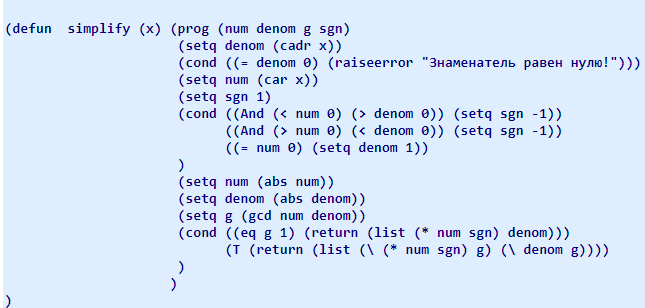 (defun  simplify (x) (prog (num denom g sgn)
                      (setq denom (cadr x))
                      (cond ((= denom 0) (raiseerror "Знаменатель равен нулю!")))
                      (setq num (car x))
                      (setq sgn 1)
                      (cond ((And (< num 0) (> denom 0)) (setq sgn -1))
                            ((And (> num 0) (< denom 0)) (setq sgn -1))
                            ((= num 0) (setq denom 1))
                      )
                      (setq num (abs num))
                      (setq denom (abs denom))
                      (setq g (gcd num denom))
                      (cond ((eq g 1) (return (list (* num sgn) denom)))
                            (T (return (list (\ (* num sgn) g) (\ denom g))))
                      )
                     )
)